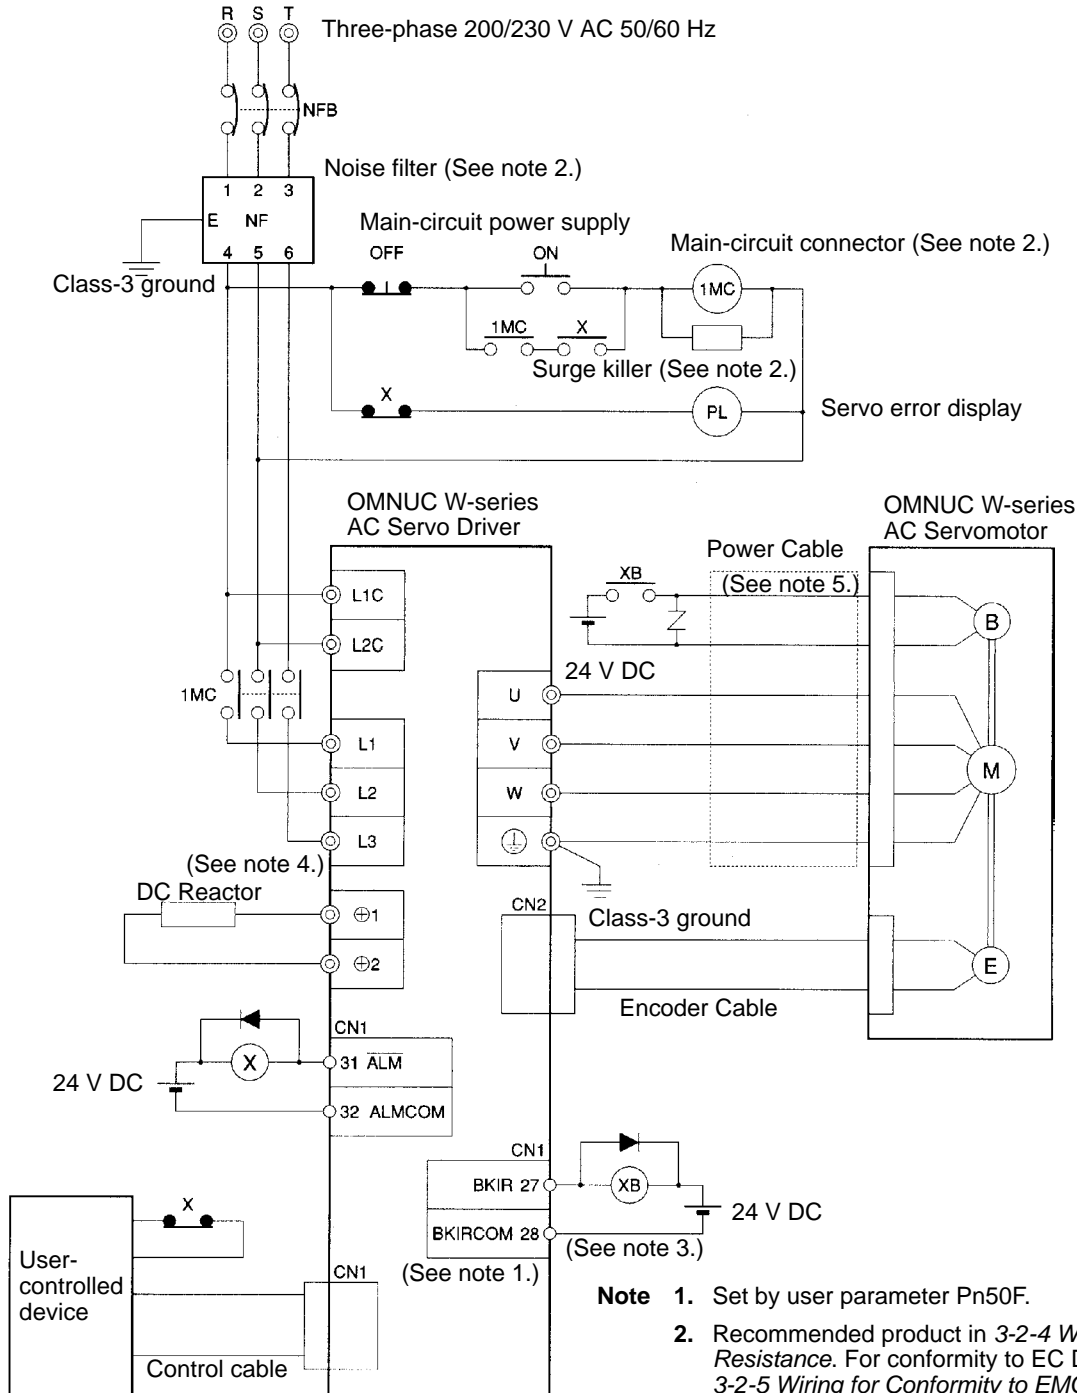 R S T
Three-phase 200/230 V AC 50/60 Hz
NFB
Noise filter (See note 2.)
1 2 3
E NF
4 5 6
Class-3 ground
Main-circuit power supply
OFF
ON
Main-circuit connector (See note 2.)
1MC
1MC X
Surge killer (See note 2.)
X
PL
Servo error display
OMNUC W-series
AC Servo Driver
OMNUC W-series
AC Servomotor
Power Cable
(See note 5.)
XB
24 V DC
L1C
L2C
1MC
L1
L2
L3
U
V
W
B
M
E
(See note 4.)
DC Reactor
⊕1
⊕2
CN2
Class-3 ground
Encoder Cable
CN1
X
31 ALM
24 V DC
32 ALMCOM
CN1
BKIR 27
XB
24 V DC
BKIRCOM 28
(See note 3.)
(See note 1.)
X
User-
controlled
device
CN1
Control cable
Note 1. Set by user parameter Pn50F.
2. Recommended product in 3-2-4 W
Resistance. For conformity to EC D
3-2-5 Wiring for Conformity to EMC